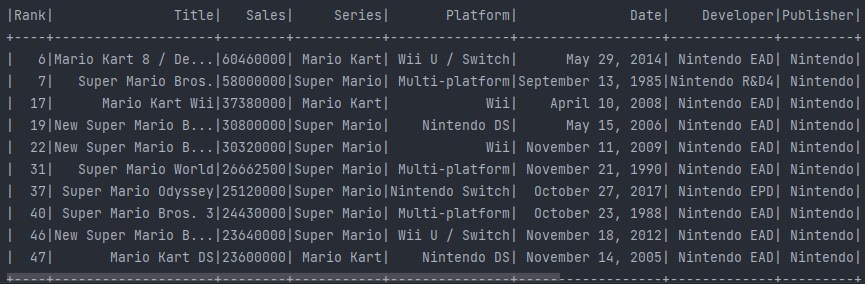 |Rank|               Title|   Sales|     Series|      Platform|              Date|   Developer|Publisher|
+----+--------------------+--------+-----------+--------------+------------------+------------+---------+
|   6|Mario Kart 8 / De...|60460000| Mario Kart| Wii U / Switch|      May 29, 2014| Nintendo EAD| Nintendo|
|   7|   Super Mario Bros.|58000000|Super Mario| Multi-platform|September 13, 1985|Nintendo R&D4| Nintendo|
|  17|      Mario Kart Wii|37380000| Mario Kart|            Wii|    April 10, 2008| Nintendo EAD| Nintendo|
|  19|New Super Mario B...|30800000|Super Mario|    Nintendo DS|      May 15, 2006| Nintendo EAD| Nintendo|
|  22|New Super Mario B...|30320000|Super Mario|            Wii| November 11, 2009| Nintendo EAD| Nintendo|
|  31|   Super Mario World|26662500|Super Mario| Multi-platform| November 21, 1990| Nintendo EAD| Nintendo|
|  37| Super Mario Odyssey|25120000|Super Mario|Nintendo Switch|  October 27, 2017| Nintendo EPD| Nintendo|
|  40| Super Mario Bros. 3|24430000|Super Mario| Multi-platform|  October 23, 1988| Nintendo EAD| Nintendo|
|  46|New Super Mario B...|23640000|Super Mario| Wii U / Switch| November 18, 2012| Nintendo EAD| Nintendo|
|  47|       Mario Kart DS|23600000| Mario Kart|    Nintendo DS| November 14, 2005| Nintendo EAD| Nintendo|
+----+--------------------+--------+-----------+---------------+------------------+-------------+---------+